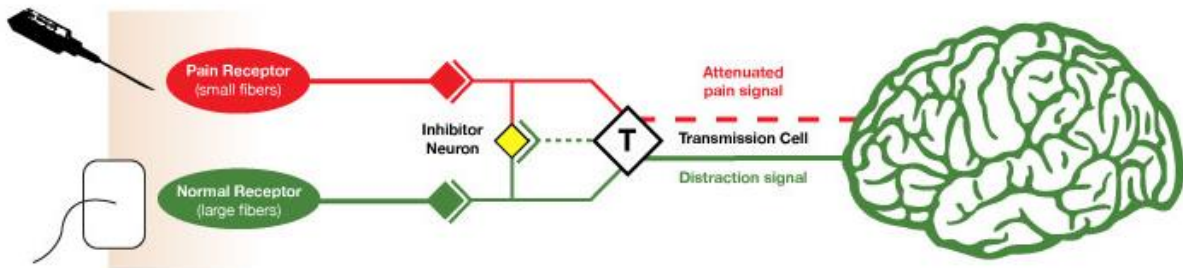 Pain Receptor
(small fibers)
Attenuated
pain signal
Inhibitor
Neuron
T
Transmission Cell
Normal Receptor
(large fibers)
Distraction signal